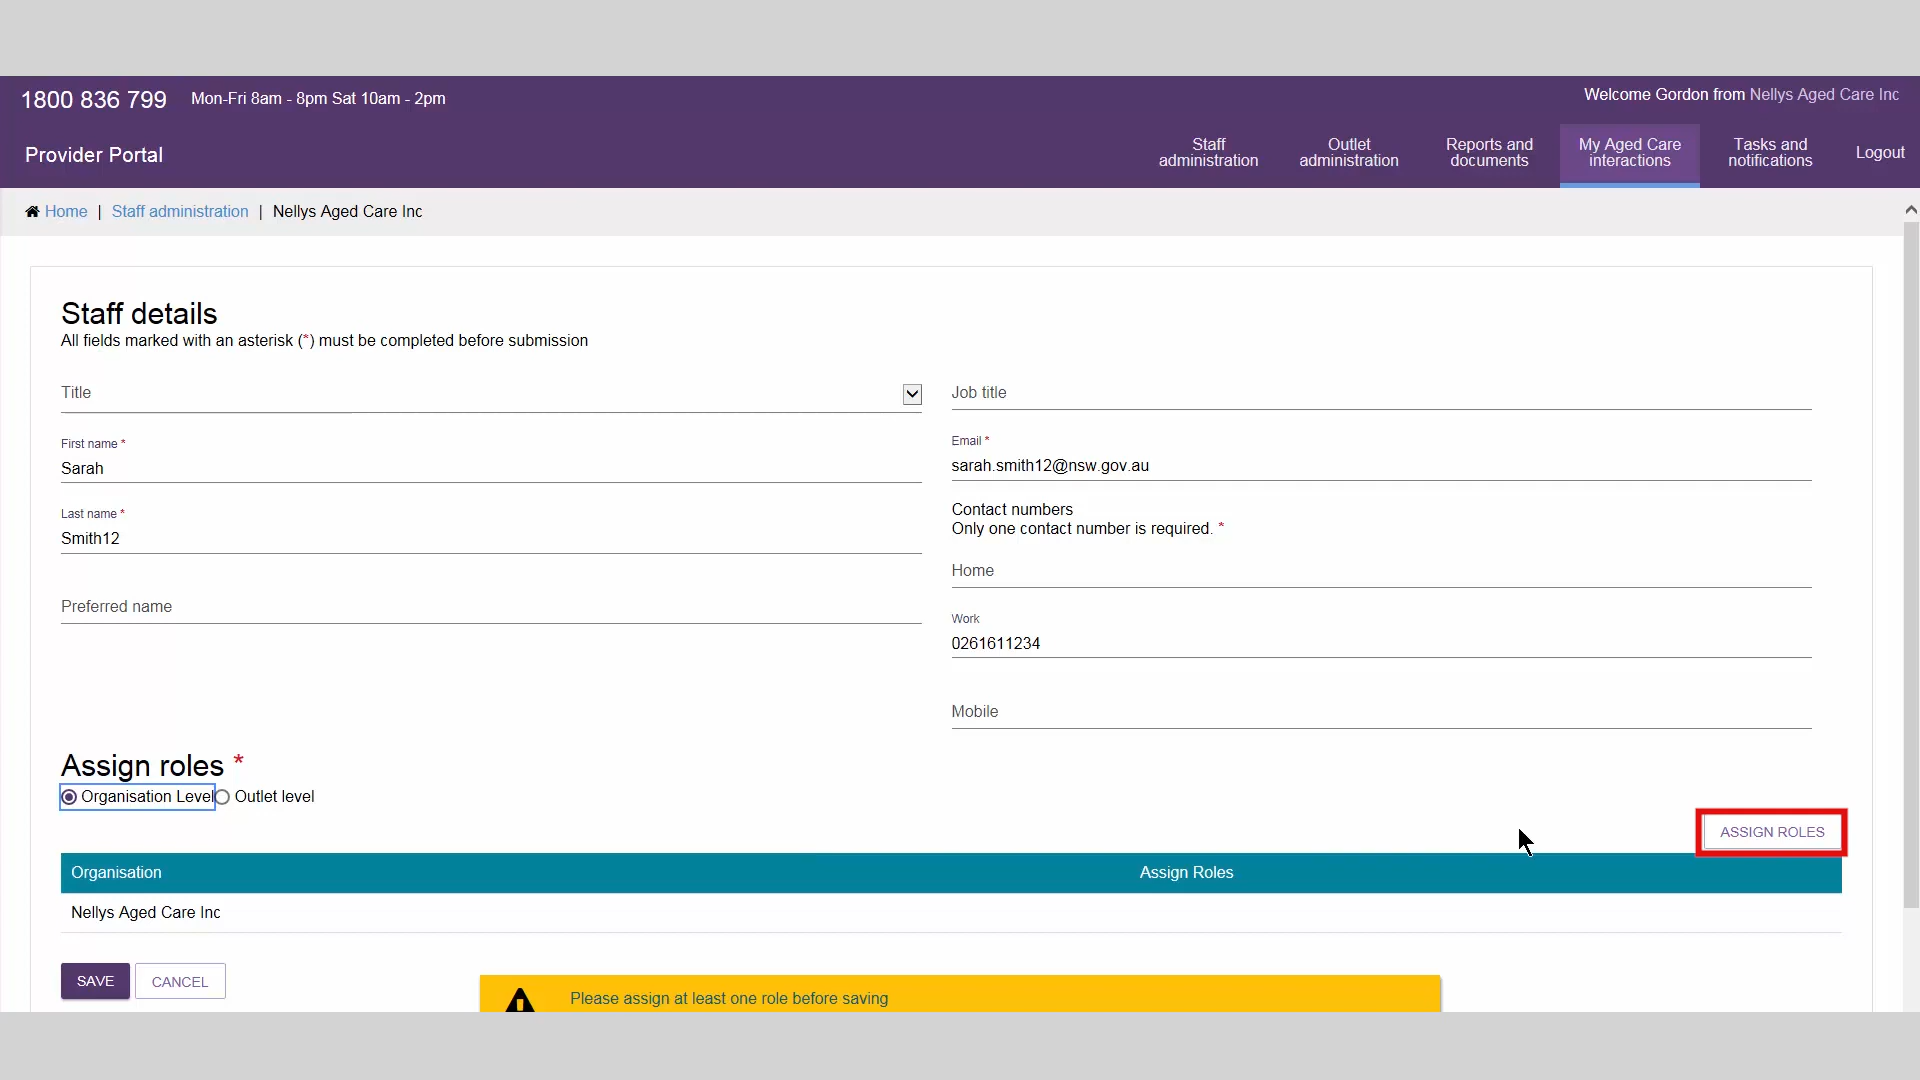 1800 836 799 Mon-Fri 8am - 8pm Sat 10am - 2pm
Welcome Gordon from Nellys Aged Care Inc
Provider Portal
Staff
administration
Outlet
administration
Reports and
documents
My Aged Care
interactions
Tasks and
notifications
Logout
Home | Staff administration | Nellys Aged Care Inc
Staff details
All fields marked with an asterisk (*) must be completed before submission
Title
First name *
Sarah
Last name *
Smith12
Preferred name
Job title
Email *
sarah.smith12@nsw.gov.au
Contact numbers
Only one contact number is required. *
Home
Work
0261611234
Mobile
Assign roles *
Organisation Level Outlet level
ASSIGN ROLES
Organisation Assign Roles
Nellys Aged Care Inc
SAVE CANCEL
Please assign at least one role before saving